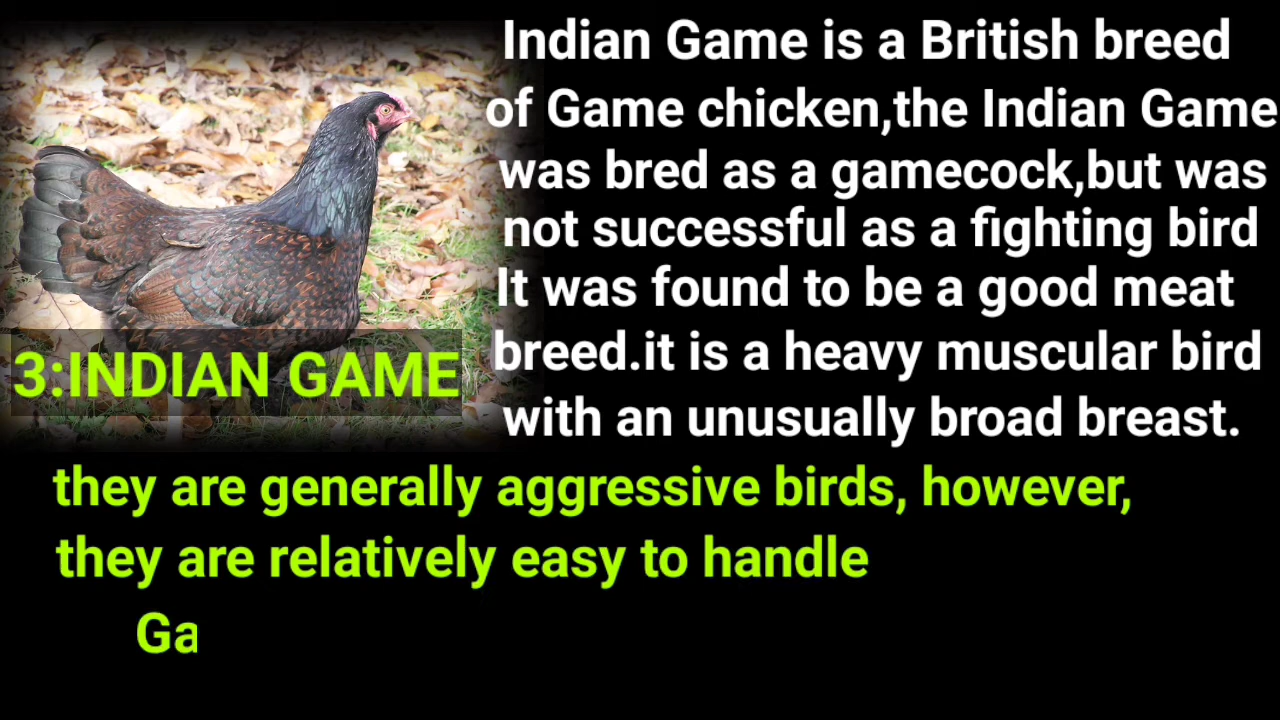 Indian Game is a British breed
of Game chicken,the Indian Game
was bred as a gamecock,but was
not successful as a fighting bird
It was found to be a good meat
breed.it is a heavy muscular bird
with an unusually broad breast.
3:INDIAN GAME
they are generally aggressive birds, however,
they are relatively easy to handle
Ga